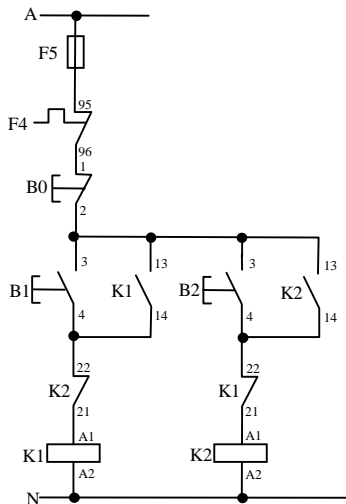 A
F5
95
F4
96
1
B0
2
3 13 3 13
B1 K1 B2 K2
4 14 4 14
22 22
K2 K1
21 21
A1 A1
K1 K2
A2 A2
N